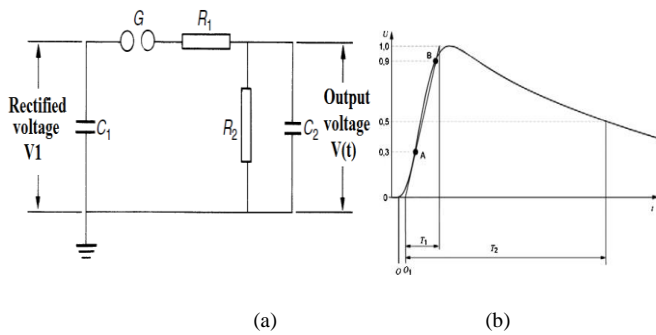 G R₁
Rectified voltage V1
C₁
R₂
C₂
Output voltage V(t)
U
1,0
0,9
0,5
0,3
0
B
A
T₁
T₂
O O₁
t
(a) (b)